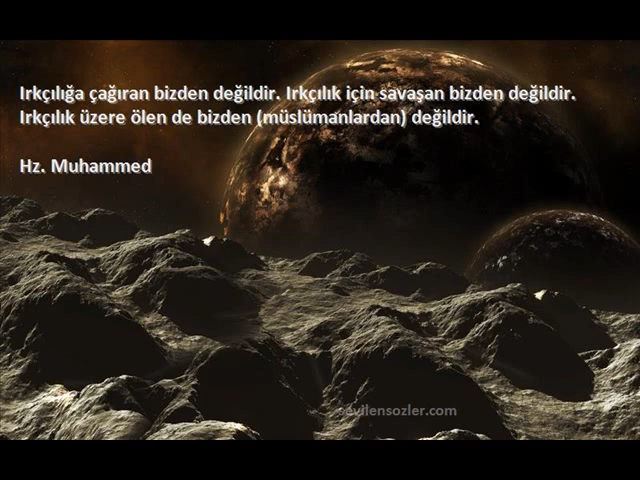 Irkçılığa çağıran bizden değildir. Irkçılık için savaşan bizden değildir.
Irkçılık üzere ölen de bizden (müslümanlardan) değildir.
Hz. Muhammed
sevilensozler.com